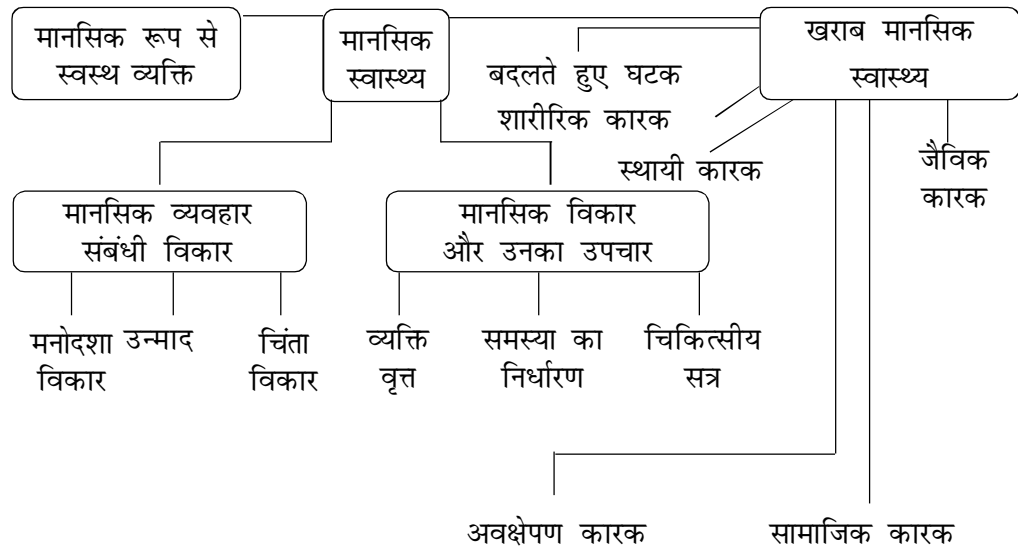 मानसिक रूप से
स्वस्थ व्यक्ति
मानसिक
स्वास्थ्य
खराब मानसिक
स्वास्थ्य
बदलते हुए घटक
शारीरिक कारक
स्थायी कारक
जैविक
कारक
मानसिक व्यवहार
संबंधी विकार
मानसिक विकार
और उनका उपचार
मनोदशा
विकार
उन्माद
चिंता
विकार
व्यक्ति
वृत्त
समस्या का
निर्धारण
चिकित्सीय
सत्र
अवक्षेपण कारक
सामाजिक कारक